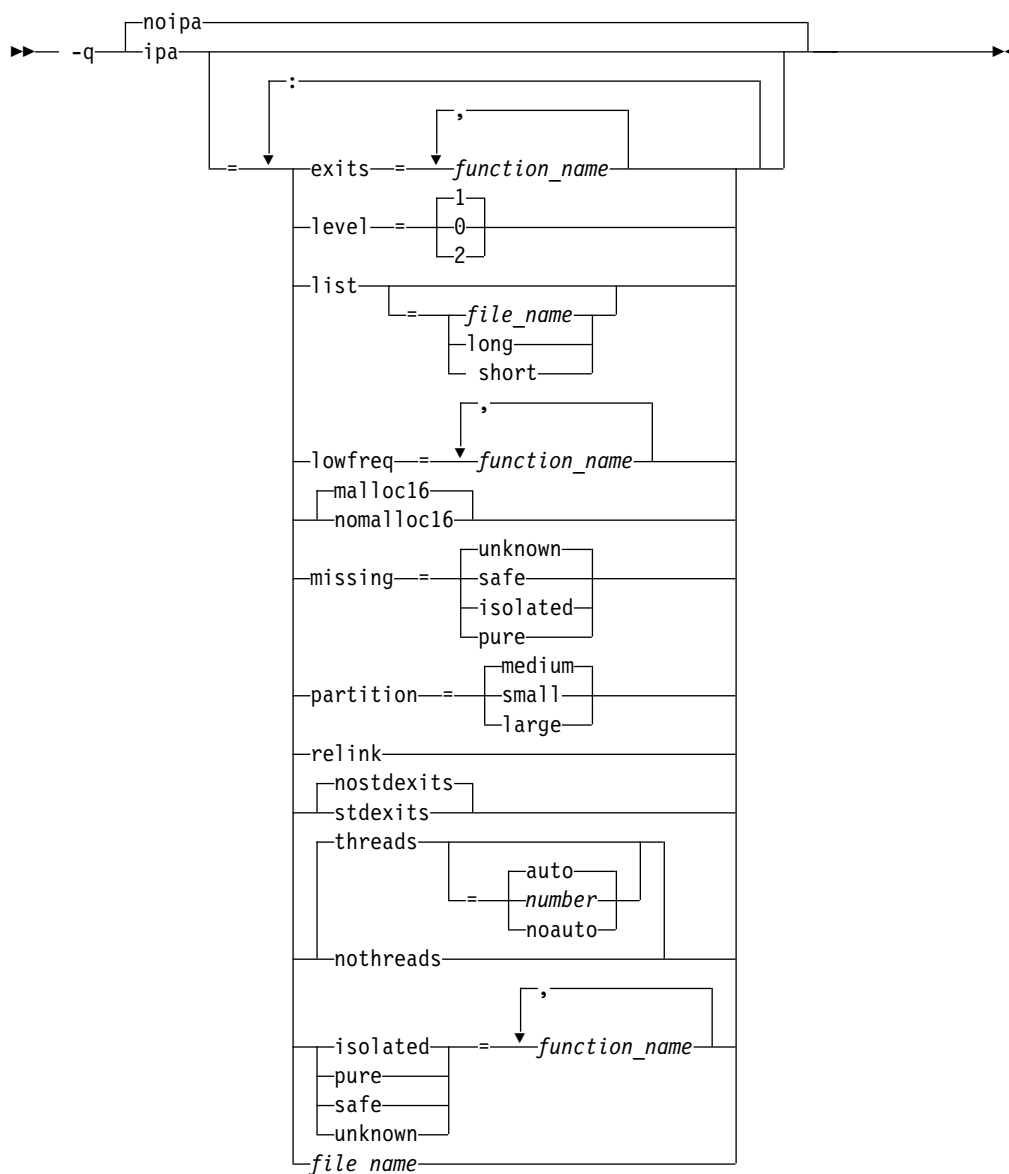 noipa
-q ipa
:
,
= exits = function_name
1
level = 0
2
list
= file_name
long
short
,
lowfreq = function_name
malloc16
nomalloc16
unknown
missing = safe
isolated
pure
medium
partition = small
large
relink
nostdexits
stdexits
threads
auto
= number
noauto
nothreads
,
isolated = function_name
pure
safe
unknown
file_name